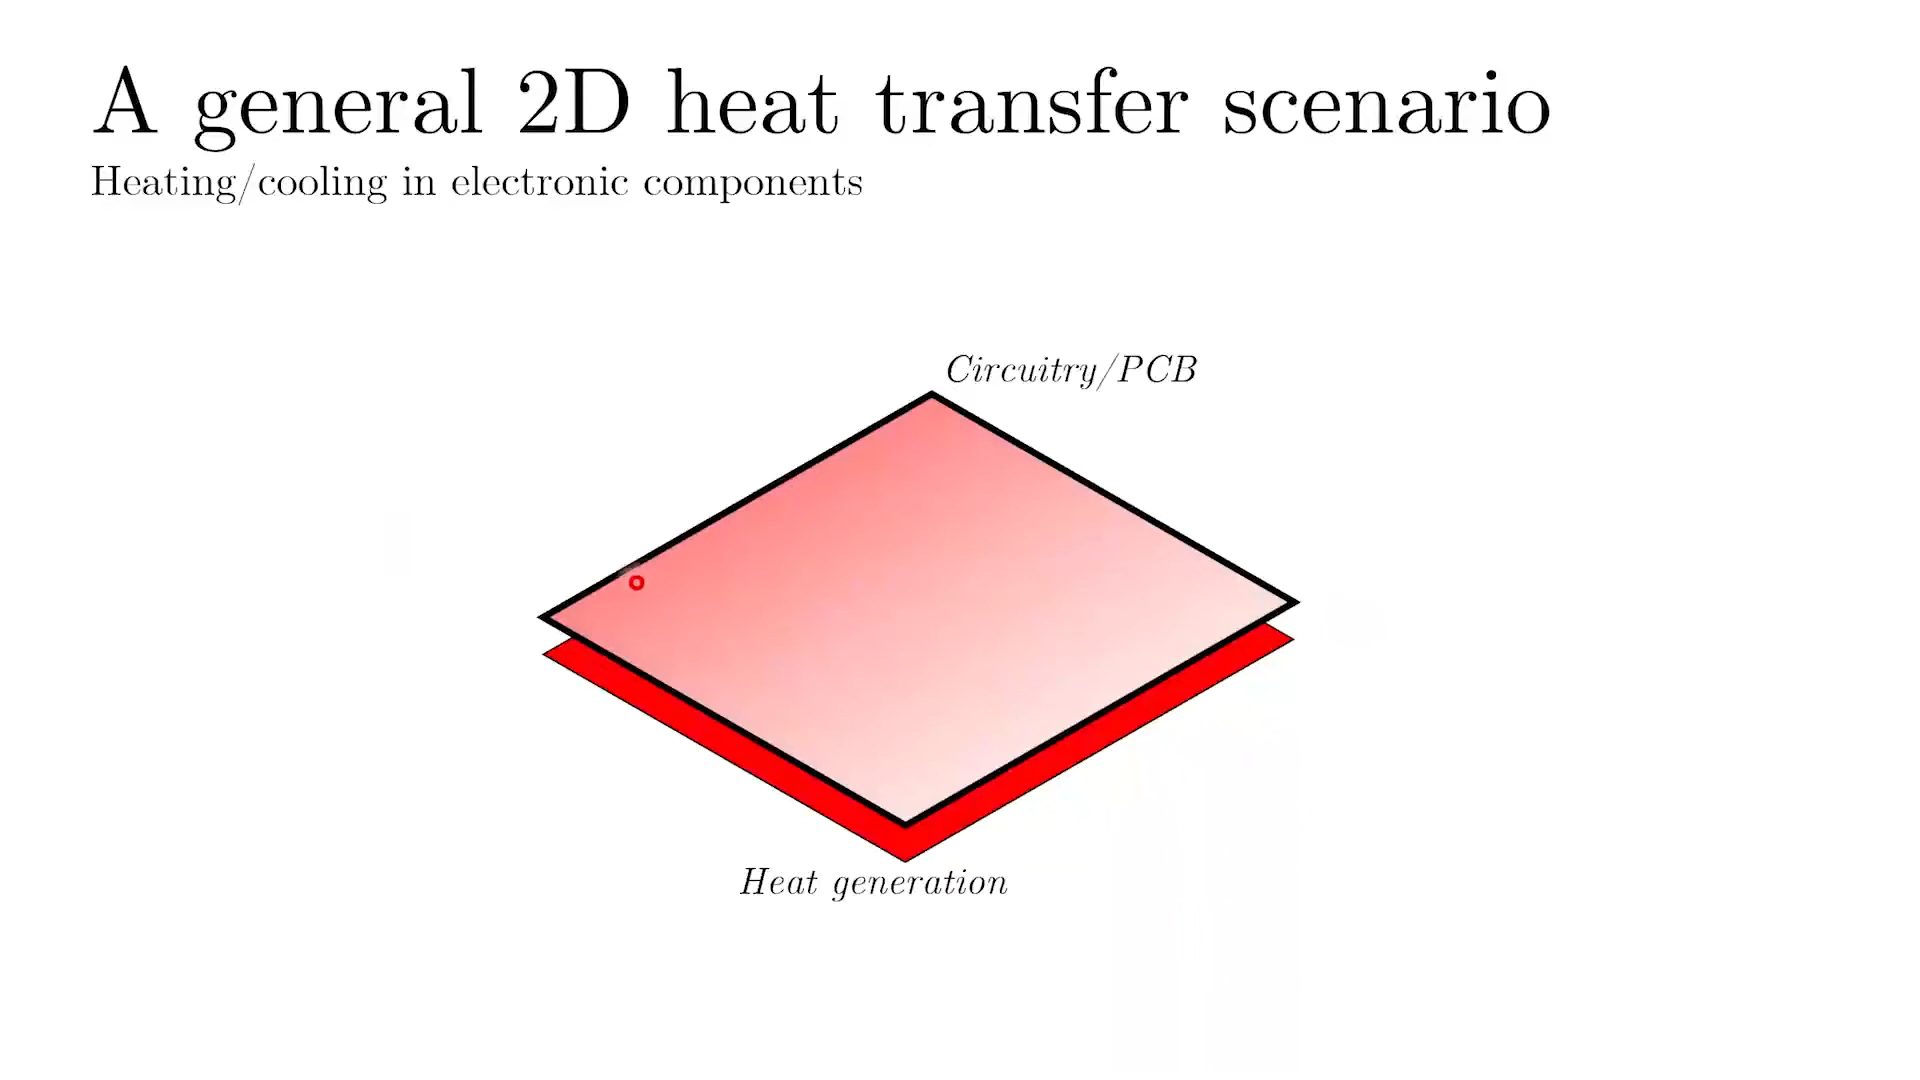 A general 2D heat transfer scenario
Heating/cooling in electronic components
Circuitry/PCB
Heat generation